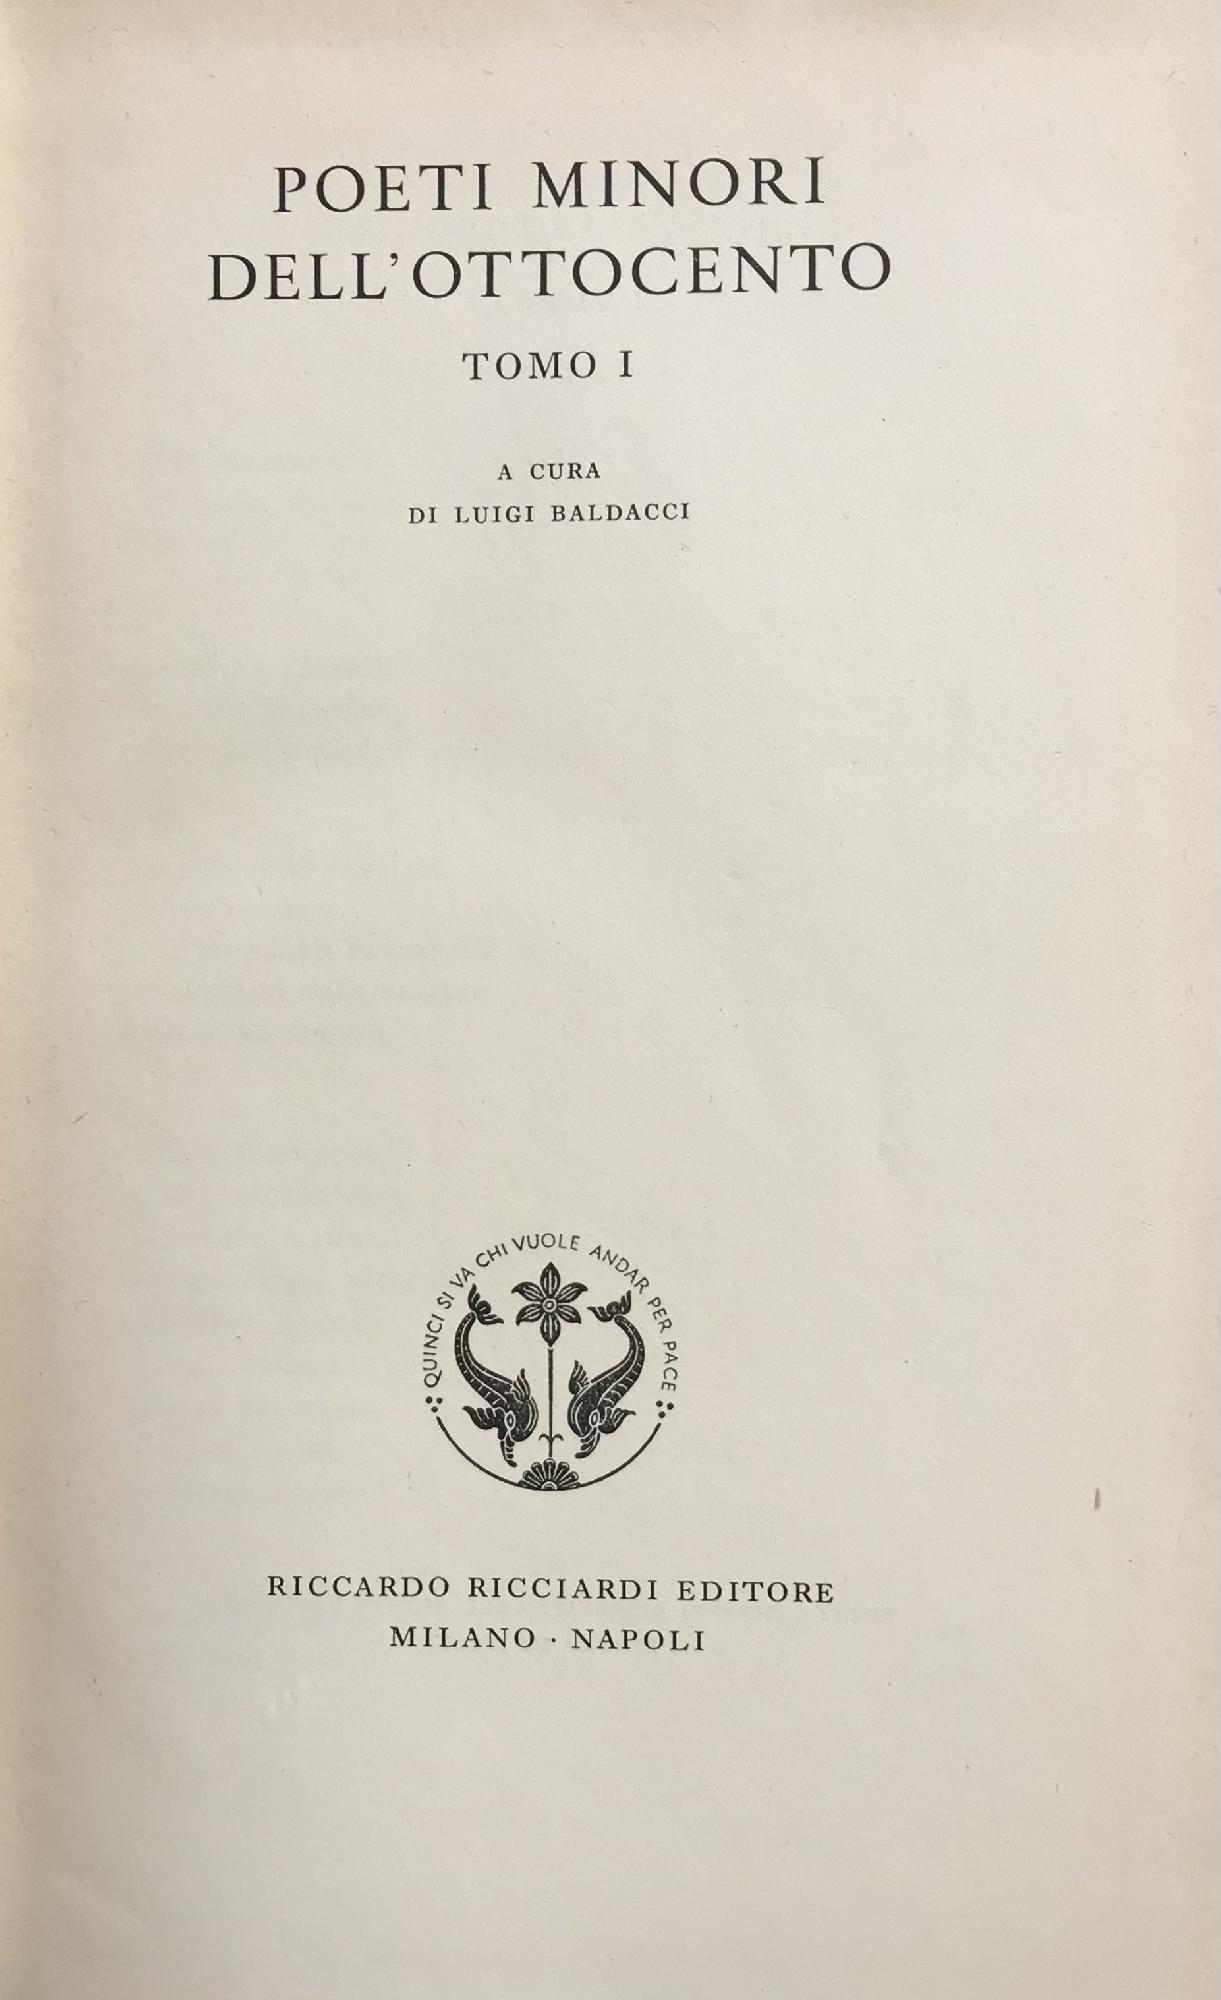 POETI MINORI
DELL'OTTOCENTO
TOMO I
A CURA
DI LUIGI BALDACCI
QUINCI SI VA CHI VUOLE ANDAR PER PACE
RICCARDO RICCIARDI EDITORE
MILANO · NAPOLI